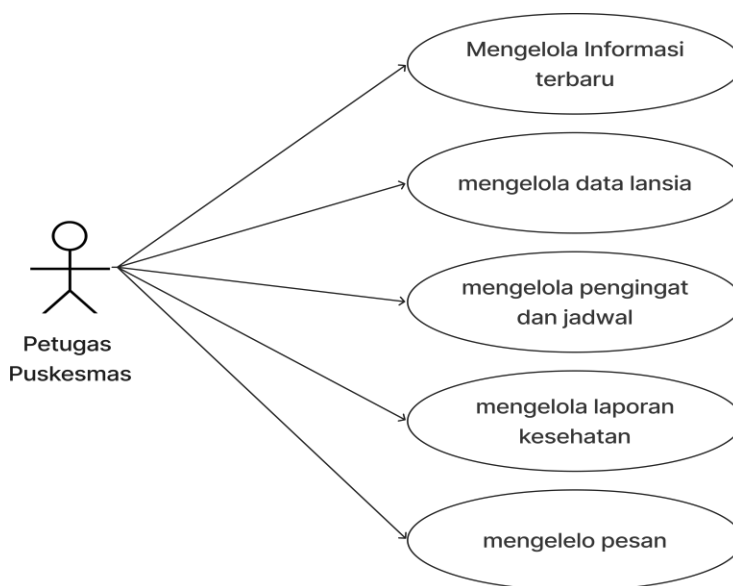 Mengelola Informasi
terbaru
mengelola data lansia
mengelola pengingat
dan jadwal
Petugas
Puskesmas
mengelola laporan
kesehatan
mengelelo pesan